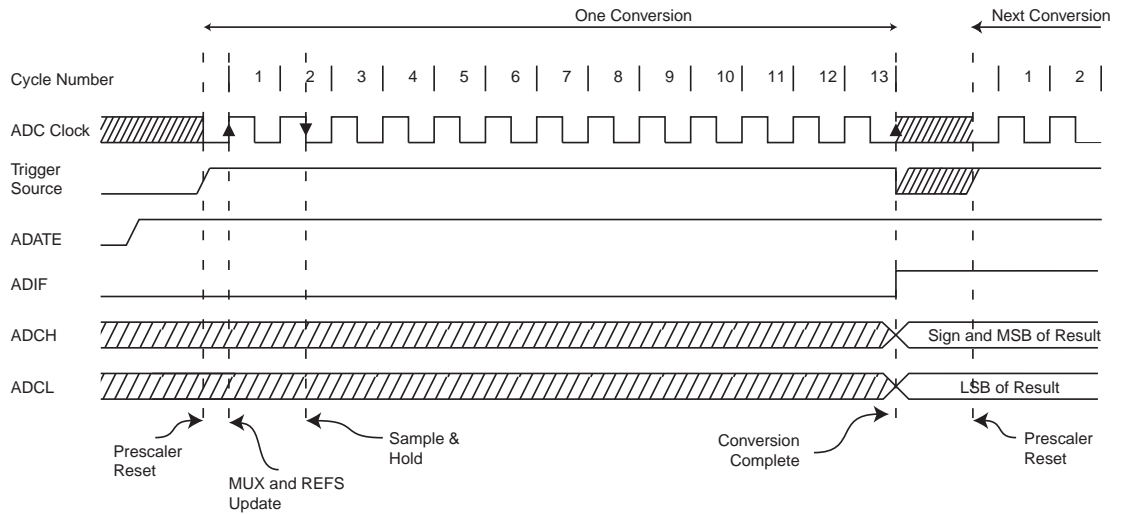 One Conversion
Next Conversion
Cycle Number
1 2 3 4 5 6 7 8 9 10 11 12 13 1 2
ADC Clock
Trigger
Source
ADATE
ADIF
ADCH
Sign and MSB of Result
ADCL
LSB of Result
Prescaler
Reset
MUX and REFS
Update
Sample &
Hold
Conversion
Complete
Prescaler
Reset